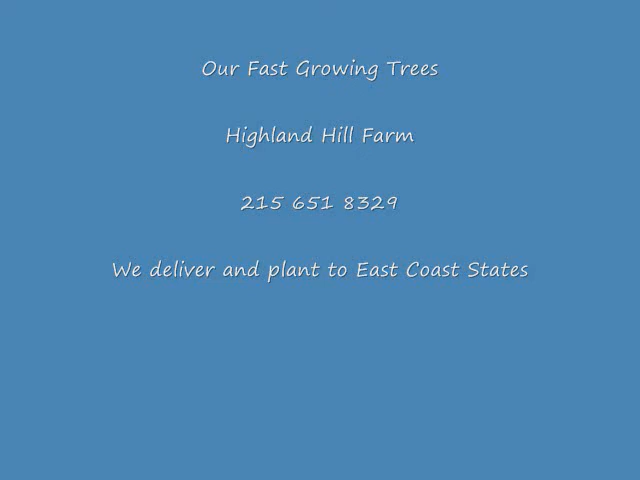 Our Fast Growing Trees
Highland Hill Farm
215 651 8329
We deliver and plant to East Coast States